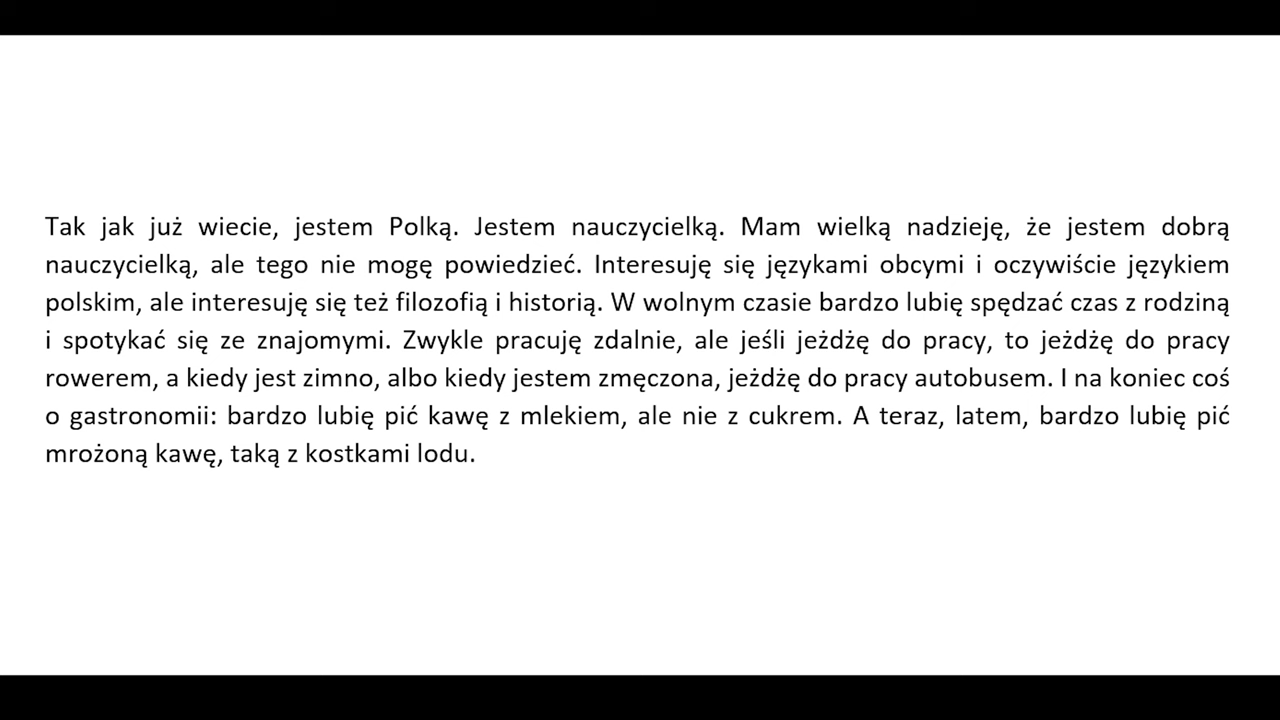 Tak jak już wiecie, jestem Polką. Jestem nauczycielką. Mam wielką nadzieję, że jestem dobrą
nauczycielką, ale tego nie mogę powiedzieć. Interesuję się językami obcymi i oczywiście językiem
polskim, ale interesuję się też filozofią i historią. W wolnym czasie bardzo lubię spędzać czas z rodziną
i spotykać się ze znajomymi. Zwykle pracuję zdalnie, ale jeśli jeżdżę do pracy, to jeżdżę do pracy
rowerem, a kiedy jest zimno, albo kiedy jestem zmęczona, jeżdżę do pracy autobusem. I na koniec coś
o gastronomii: bardzo lubię pić kawę z mlekiem, ale nie z cukrem. A teraz, latem, bardzo lubię pić
mrożoną kawę, taką z kostkami lodu.